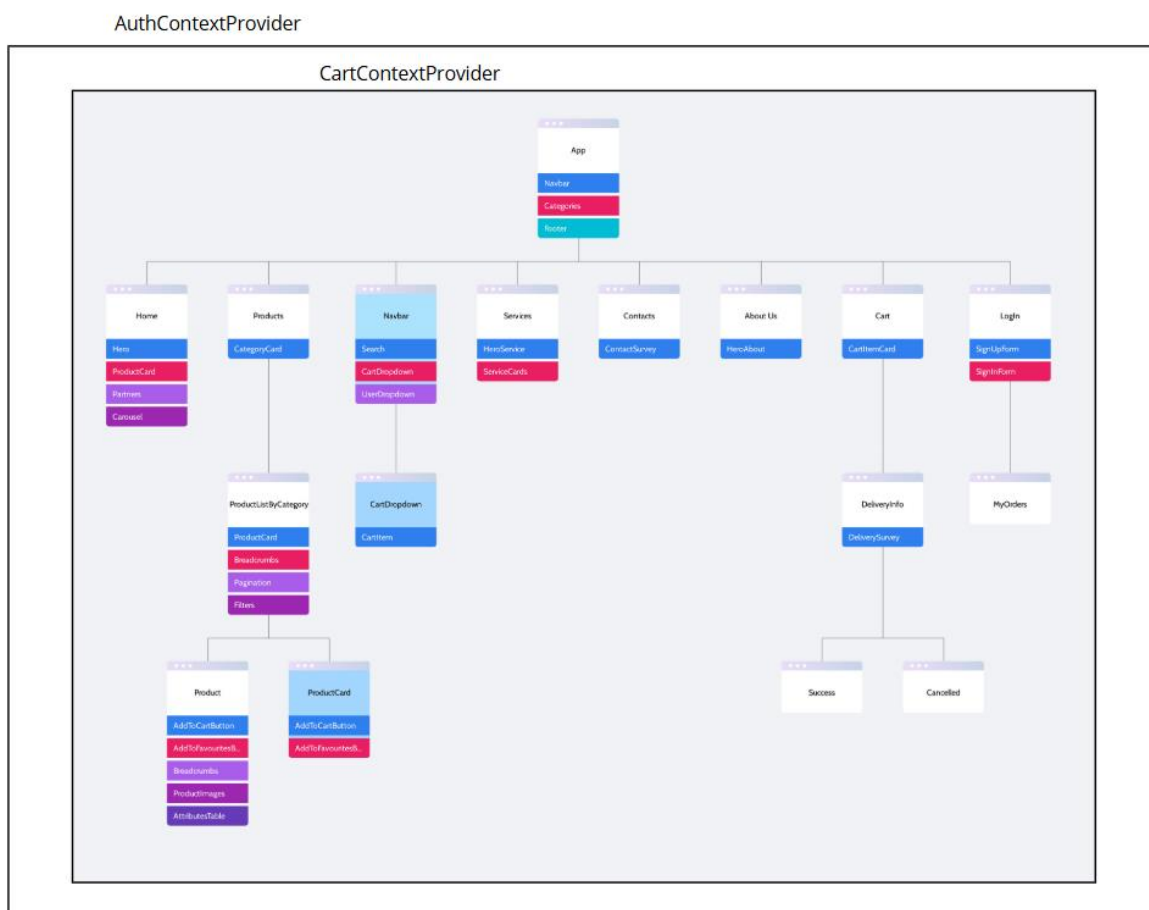 AuthContextProvider
CartContextProvider
App
Navbar
Categories
Footer
Home
Hero
ProductCard
Partners
Carousel
Products
CategoryCard
Navbar
Search
CartDropdown
UserDropdown
Services
HeroService
ServiceCards
Contacts
ContactSurvey
About Us
HeroAbout
Cart
CartItemCard
LogIn
SignUpForm
SignInForm
ProductListByCategory
ProductCard
Breadcrumbs
Pagination
Filters
CartDropdown
CartItem
DeliveryInfo
DeliverySurvey
MyOrders
Product
AddToCartButton
AddToFavouritesB...
Breadcrumbs
ProductImages
AttributesTable
ProductCard
AddToCartButton
AddToFavouritesB...
Success
Cancelled